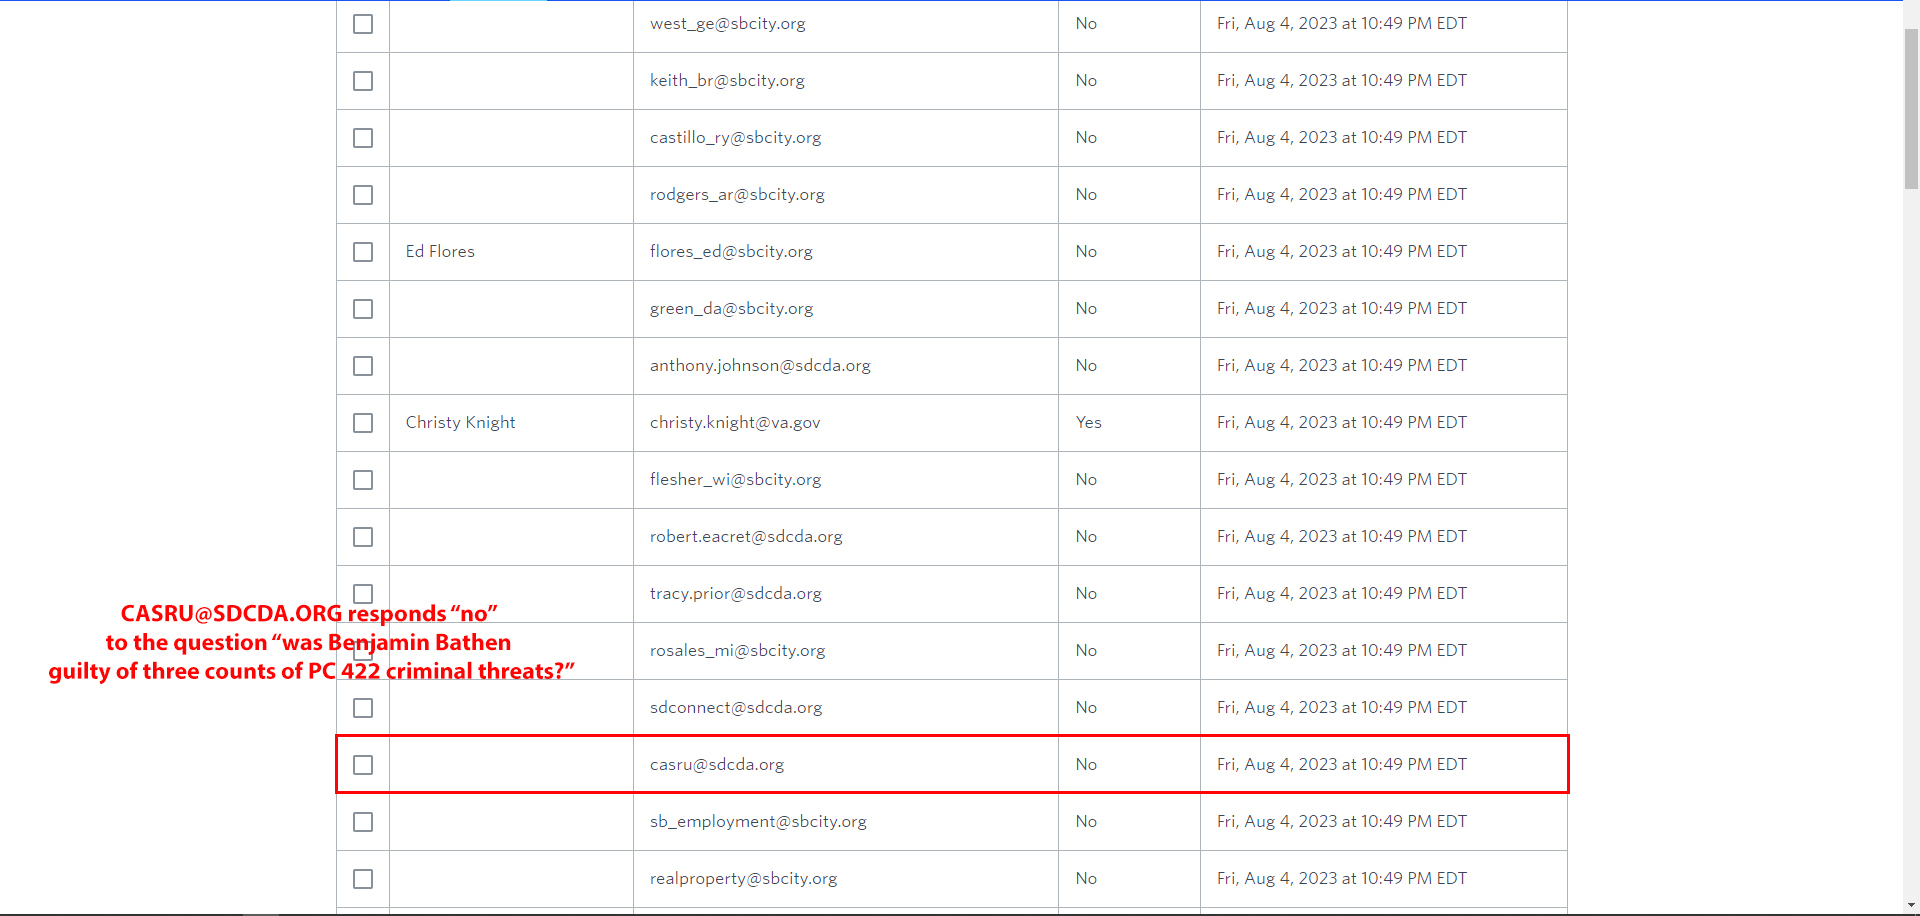 west_ge@sbcity.org No Fri, Aug 4, 2023 at 10:49 PM EDT
keith_br@sbcity.org No Fri, Aug 4, 2023 at 10:49 PM EDT
castillo_ry@sbcity.org No Fri, Aug 4, 2023 at 10:49 PM EDT
rodgers_ar@sbcity.org No Fri, Aug 4, 2023 at 10:49 PM EDT
Ed Flores flores_ed@sbcity.org No Fri, Aug 4, 2023 at 10:49 PM EDT
green_da@sbcity.org No Fri, Aug 4, 2023 at 10:49 PM EDT
anthony.johnson@sdcda.org No Fri, Aug 4, 2023 at 10:49 PM EDT
Christy Knight christy.knight@va.gov Yes Fri, Aug 4, 2023 at 10:49 PM EDT
flesher_wi@sbcity.org No Fri, Aug 4, 2023 at 10:49 PM EDT
robert.eacret@sdcda.org No Fri, Aug 4, 2023 at 10:49 PM EDT
tracy.prior@sdcda.org No Fri, Aug 4, 2023 at 10:49 PM EDT
CASRU@SDCDA.ORG responds “no”
to the question “was Benjamin Bathen
guilty of three counts of PC 422 criminal threats?”
rosales_mi@sbcity.org No Fri, Aug 4, 2023 at 10:49 PM EDT
sdconnect@sdcda.org No Fri, Aug 4, 2023 at 10:49 PM EDT
casru@sdcda.org No Fri, Aug 4, 2023 at 10:49 PM EDT
sb_employment@sbcity.org No Fri, Aug 4, 2023 at 10:49 PM EDT
realproperty@sbcity.org No Fri, Aug 4, 2023 at 10:49 PM EDT